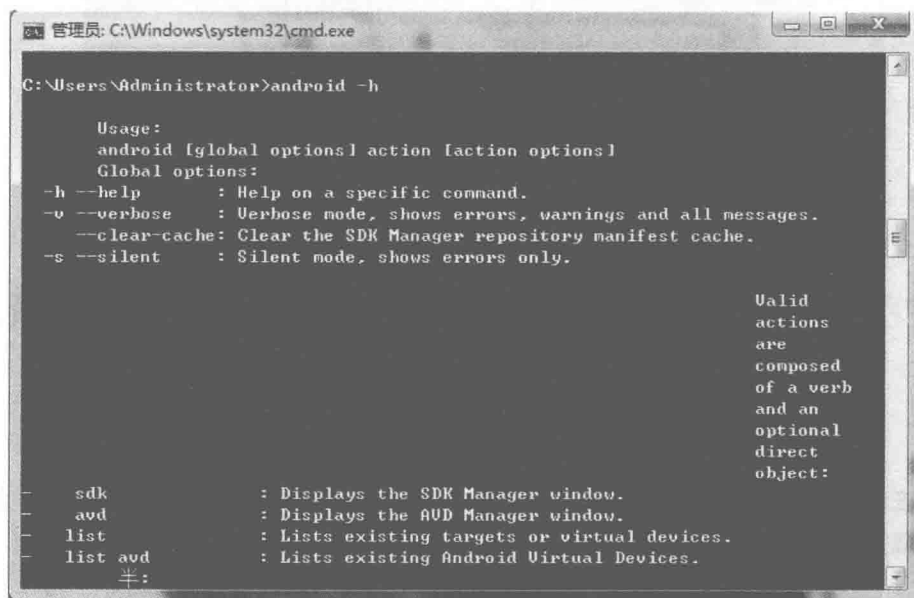 管理员: C:\Windows\system32\cmd.exe
C:\Users\Administrator>android -h
Usage:
android [global options] action [action options]
Global options:
-h --help : Help on a specific command.
-v --verbose : Verbose mode, shows errors, warnings and all messages.
--clear-cache: Clear the SDK Manager repository manifest cache.
-s --silent : Silent mode, shows errors only.
Valid
actions
are
composed
of a verb
and an
optional
direct
object:
- sdk : Displays the SDK Manager window.
- avd : Displays the AVD Manager window.
- list : Lists existing targets or virtual devices.
- list avd : Lists existing Android Virtual Devices.
半: